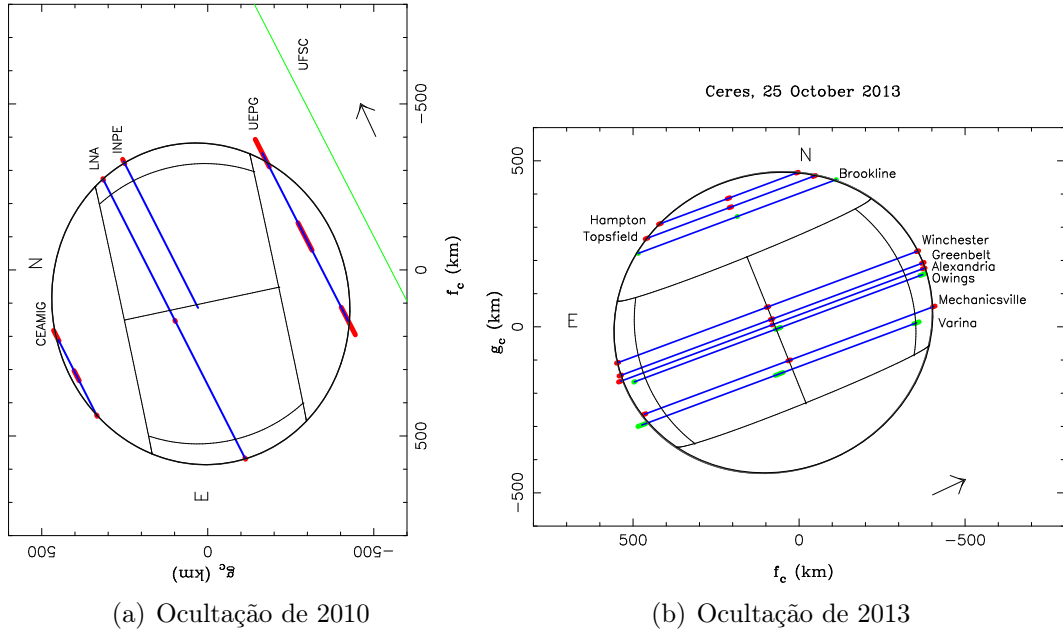 UFSC
UEPG
INPE
LNA
CEAMIG
N
E
-500
0
500
f_c (km)
500
0
-500
g_c (km)
(a) Ocultação de 2010
Ceres, 25 October 2013
N
E
Brookline
Hampton
Topsfield
Winchester
Greenbelt
Alexandria
Owings
Mechanicsville
Varina
500
0
-500
g_c (km)
500
0
-500
f_c (km)
(b) Ocultação de 2013